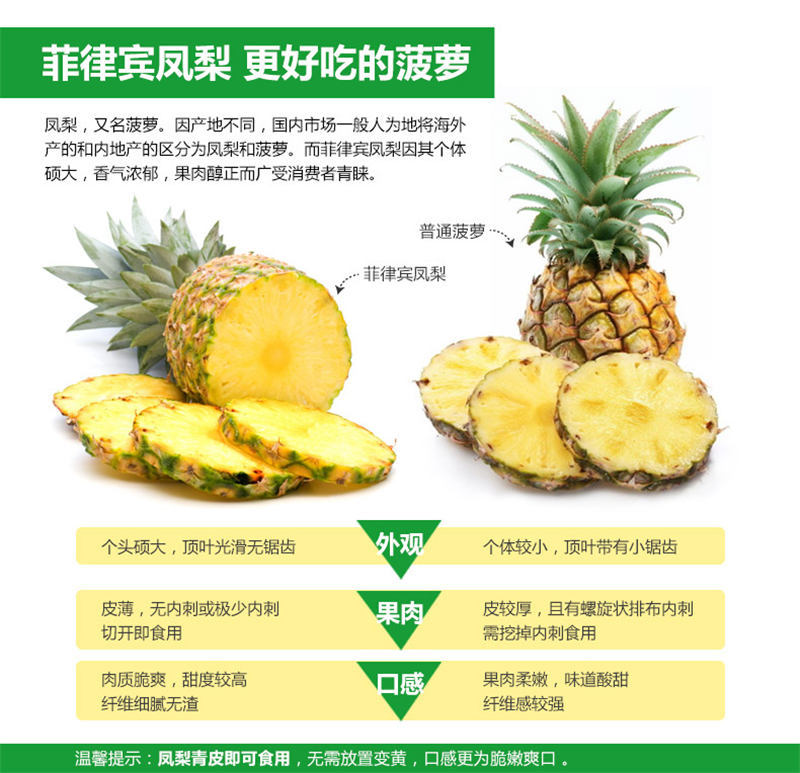 菲律宾凤梨 更好吃的菠萝
凤梨，又名菠萝。因产地不同，国内市场一般人为地将海外
产的和内地产的区分为凤梨和菠萝。而菲律宾凤梨因其个体
硕大，香气浓郁，果肉醇正而广受消费者青睐。
普通菠萝
菲律宾凤梨
个头硕大，顶叶光滑无锯齿
外观
个体较小，顶叶带有小锯齿
皮薄，无内刺或极少内刺
切开即食用
果肉
皮较厚，且有螺旋状排布内刺
需挖掉内刺食用
肉质脆爽，甜度较高
纤维细腻无渣
口感
果肉柔嫩，味道酸甜
纤维感较强
温馨提示：凤梨青皮即可食用，无需放置变黄，口感更为脆嫩爽口。